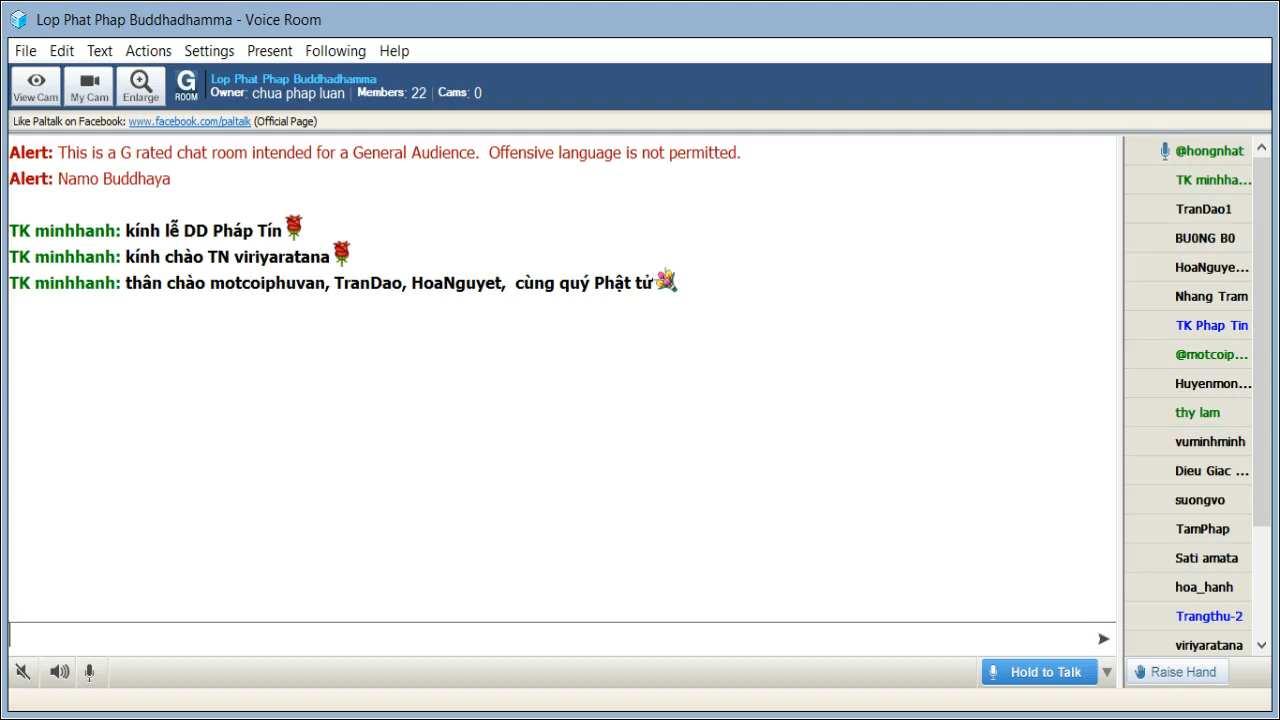 Lop Phat Phap Buddhadhamma - Voice Room
File Edit Text Actions Settings Present Following Help
View Cam My Cam Enlarge G ROOM
Lop Phat Phap Buddhadhamma
Owner: chua phap luan Members: 22 Cams: 0
Like Paltalk on Facebook: www.facebook.com/paltalk (Official Page)
Alert: This is a G rated chat room intended for a General Audience. Offensive language is not permitted.
Alert: Namo Buddhaya
TK minhhanh: kính lễ DD Pháp Tín
TK minhhanh: kính chào TN viriyaratana
TK minhhanh: thân chào motcoiphuvan, TranDao, HoaNguyet, cùng quý Phật tử
@hongnhat
TK minhha...
TranDao1
BU0NG B0
HoaNguye...
Nhang Tram
TK Phap Tin
@motcoip...
Huyenmon...
thy lam
vuminhminh
Dieu Giac ...
suongvo
TamPhap
Sati amata
hoa_hanh
Trangthu-2
viriyaratana
Hold to Talk
Raise Hand